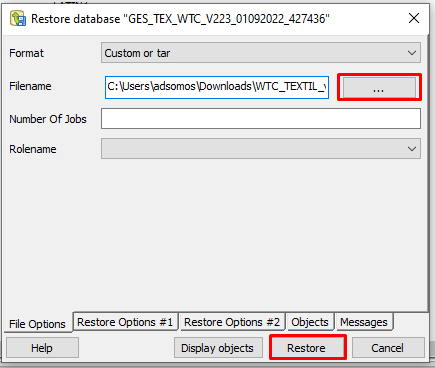 Restore database "GES_TEX_WTC_V223_01092022_427436"
Format
Custom or tar
Filename
C:\Users\adsomos\Downloads\WTC_TEXTIL_v
...
Number Of Jobs
Rolename
File Options
Restore Options #1
Restore Options #2
Objects
Messages
Help
Display objects
Restore
Cancel